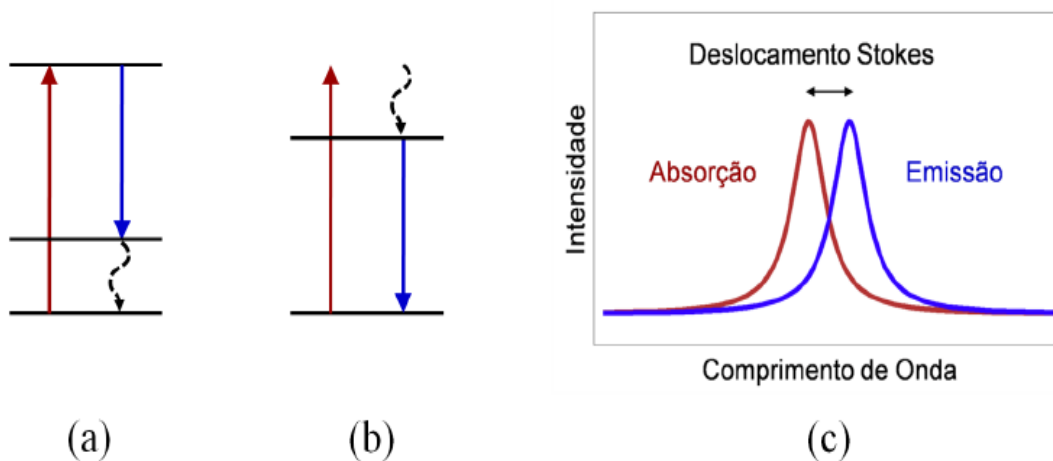 Deslocamento Stokes
Absorção
Emissão
Intensidade
Comprimento de Onda
(a)
(b)
(c)